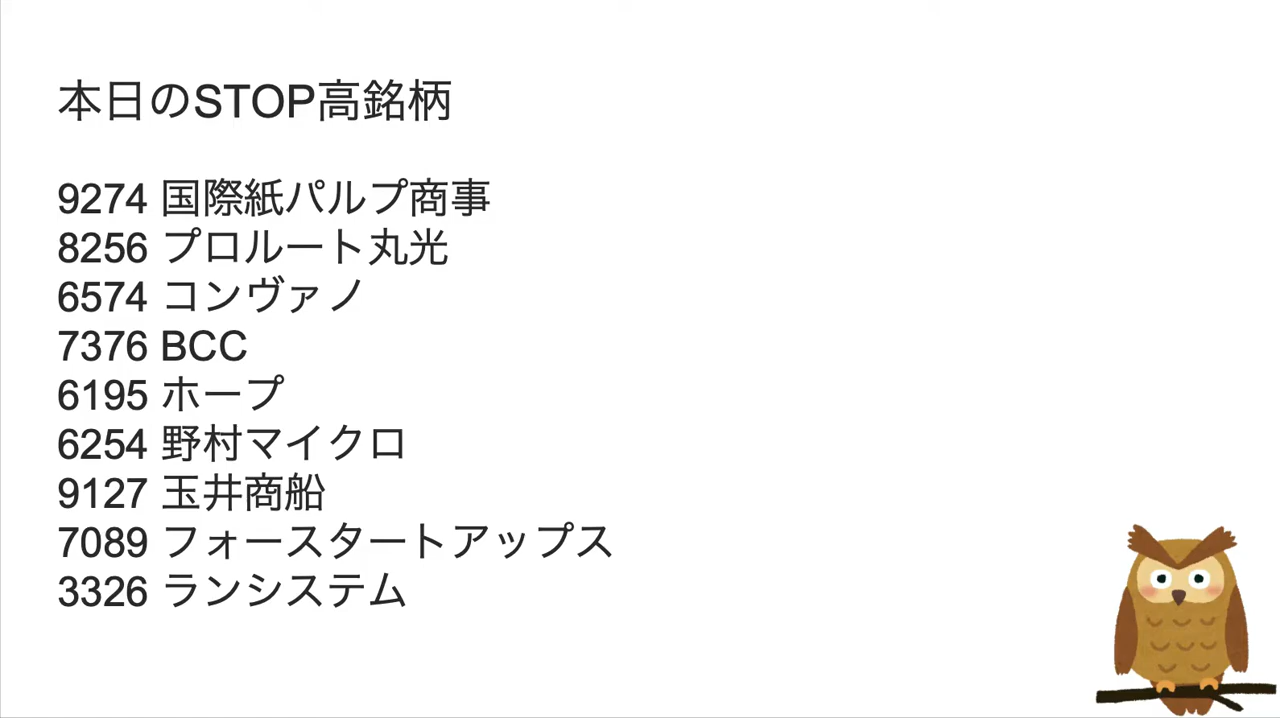 本日のSTOP高銘柄
9274 国際紙パルプ商事
8256 プロルート丸光
6574 コンヴァノ
7376 BCC
6195 ホープ
6254 野村マイクロ
9127 玉井商船
7089 フォースタートアップス
3326 ランシステム